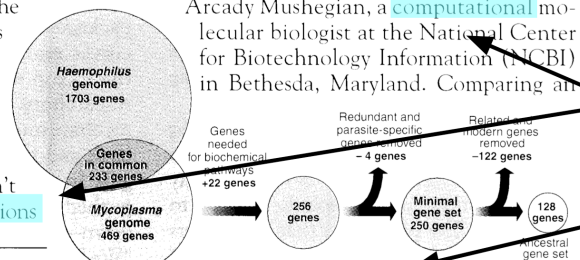 the
s
Arcady Mushegian, a computational mo-
lecular biologist at the National Center
for Biotechnology Information (NCBI)
in Bethesda, Maryland. Comparing an
Haemophilus
genome
1703 genes
Genes
in common
233 genes
Mycoplasma
genome
469 genes
't
ions
Genes
needed
for biochemical
pathways
+22 genes
256
genes
Redundant and
parasite-specific
genes removed
– 4 genes
Minimal
gene set
250 genes
Related and
modern genes
removed
–122 genes
128
genes
Ancestral
gene set